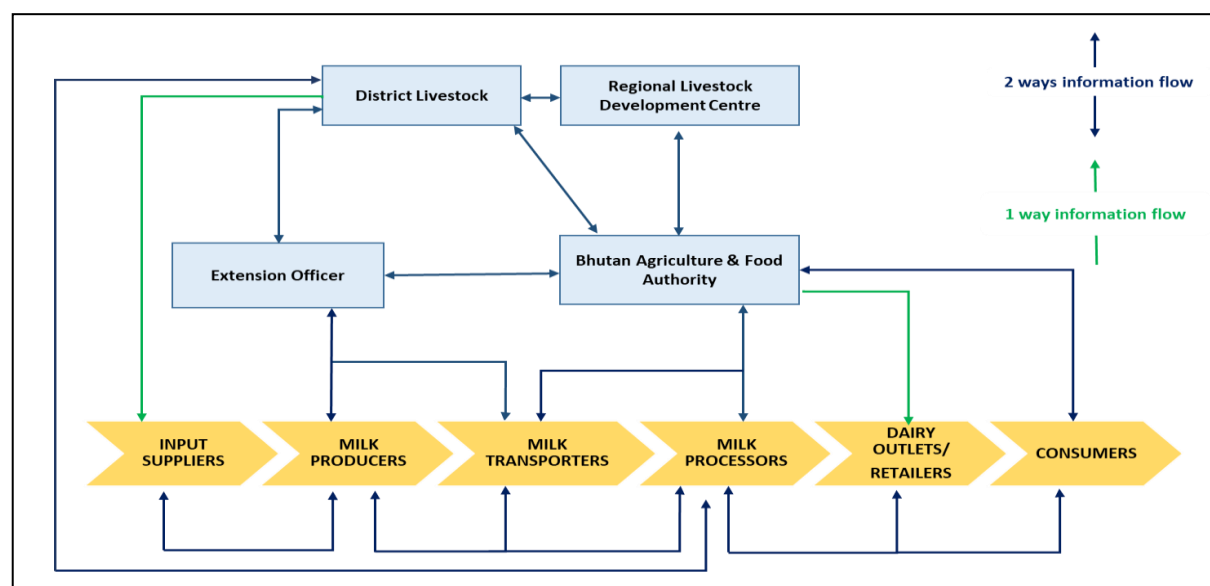 District Livestock
Regional Livestock
Development Centre
2 ways information flow
1 way information flow
Extension Officer
Bhutan Agriculture & Food
Authority
INPUT
SUPPLIERS
MILK
PRODUCERS
MILK
TRANSPORTERS
MILK
PROCESSORS
DAIRY
OUTLETS/
RETAILERS
CONSUMERS